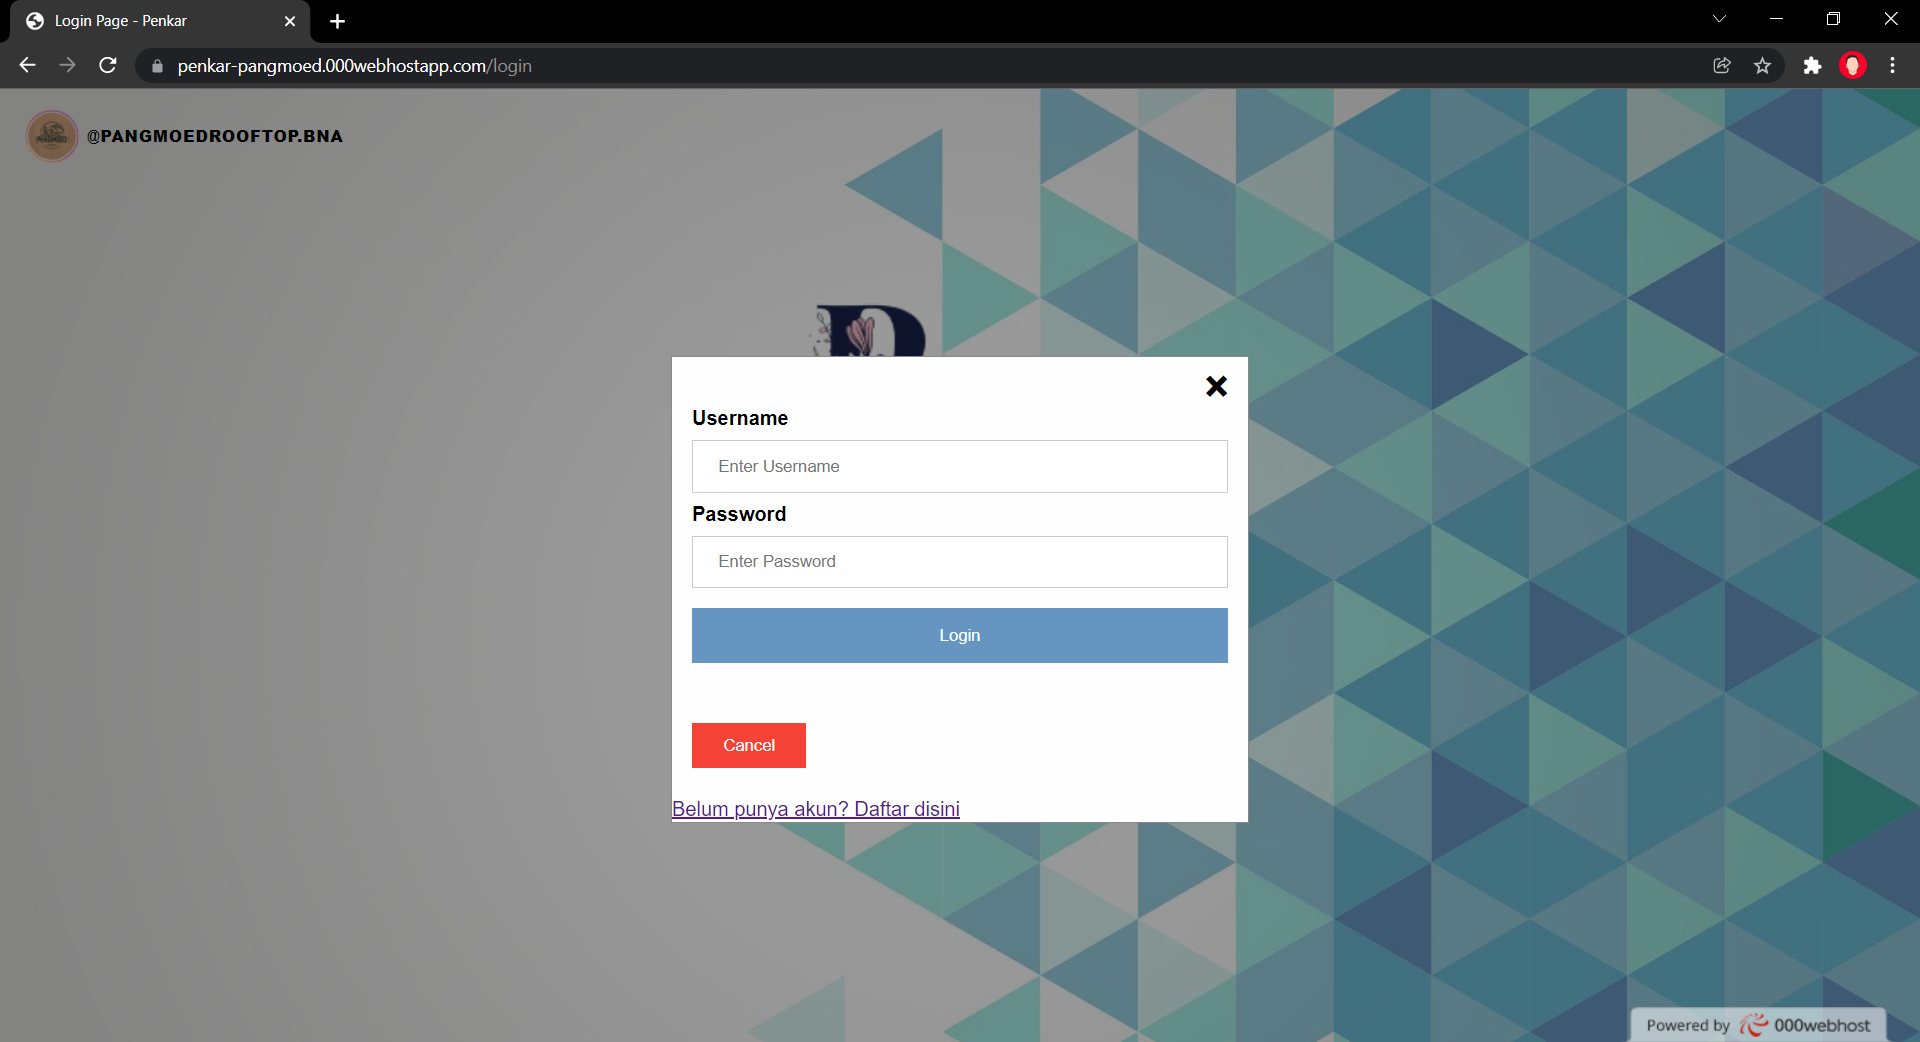 Login Page - Penkar
penkar-pangmoed.000webhostapp.com/login
@PANGMOEDROOFTOP.BNA
Username
Enter Username
Password
Enter Password
Login
Cancel
Belum punya akun? Daftar disini
Powered by 000webhost